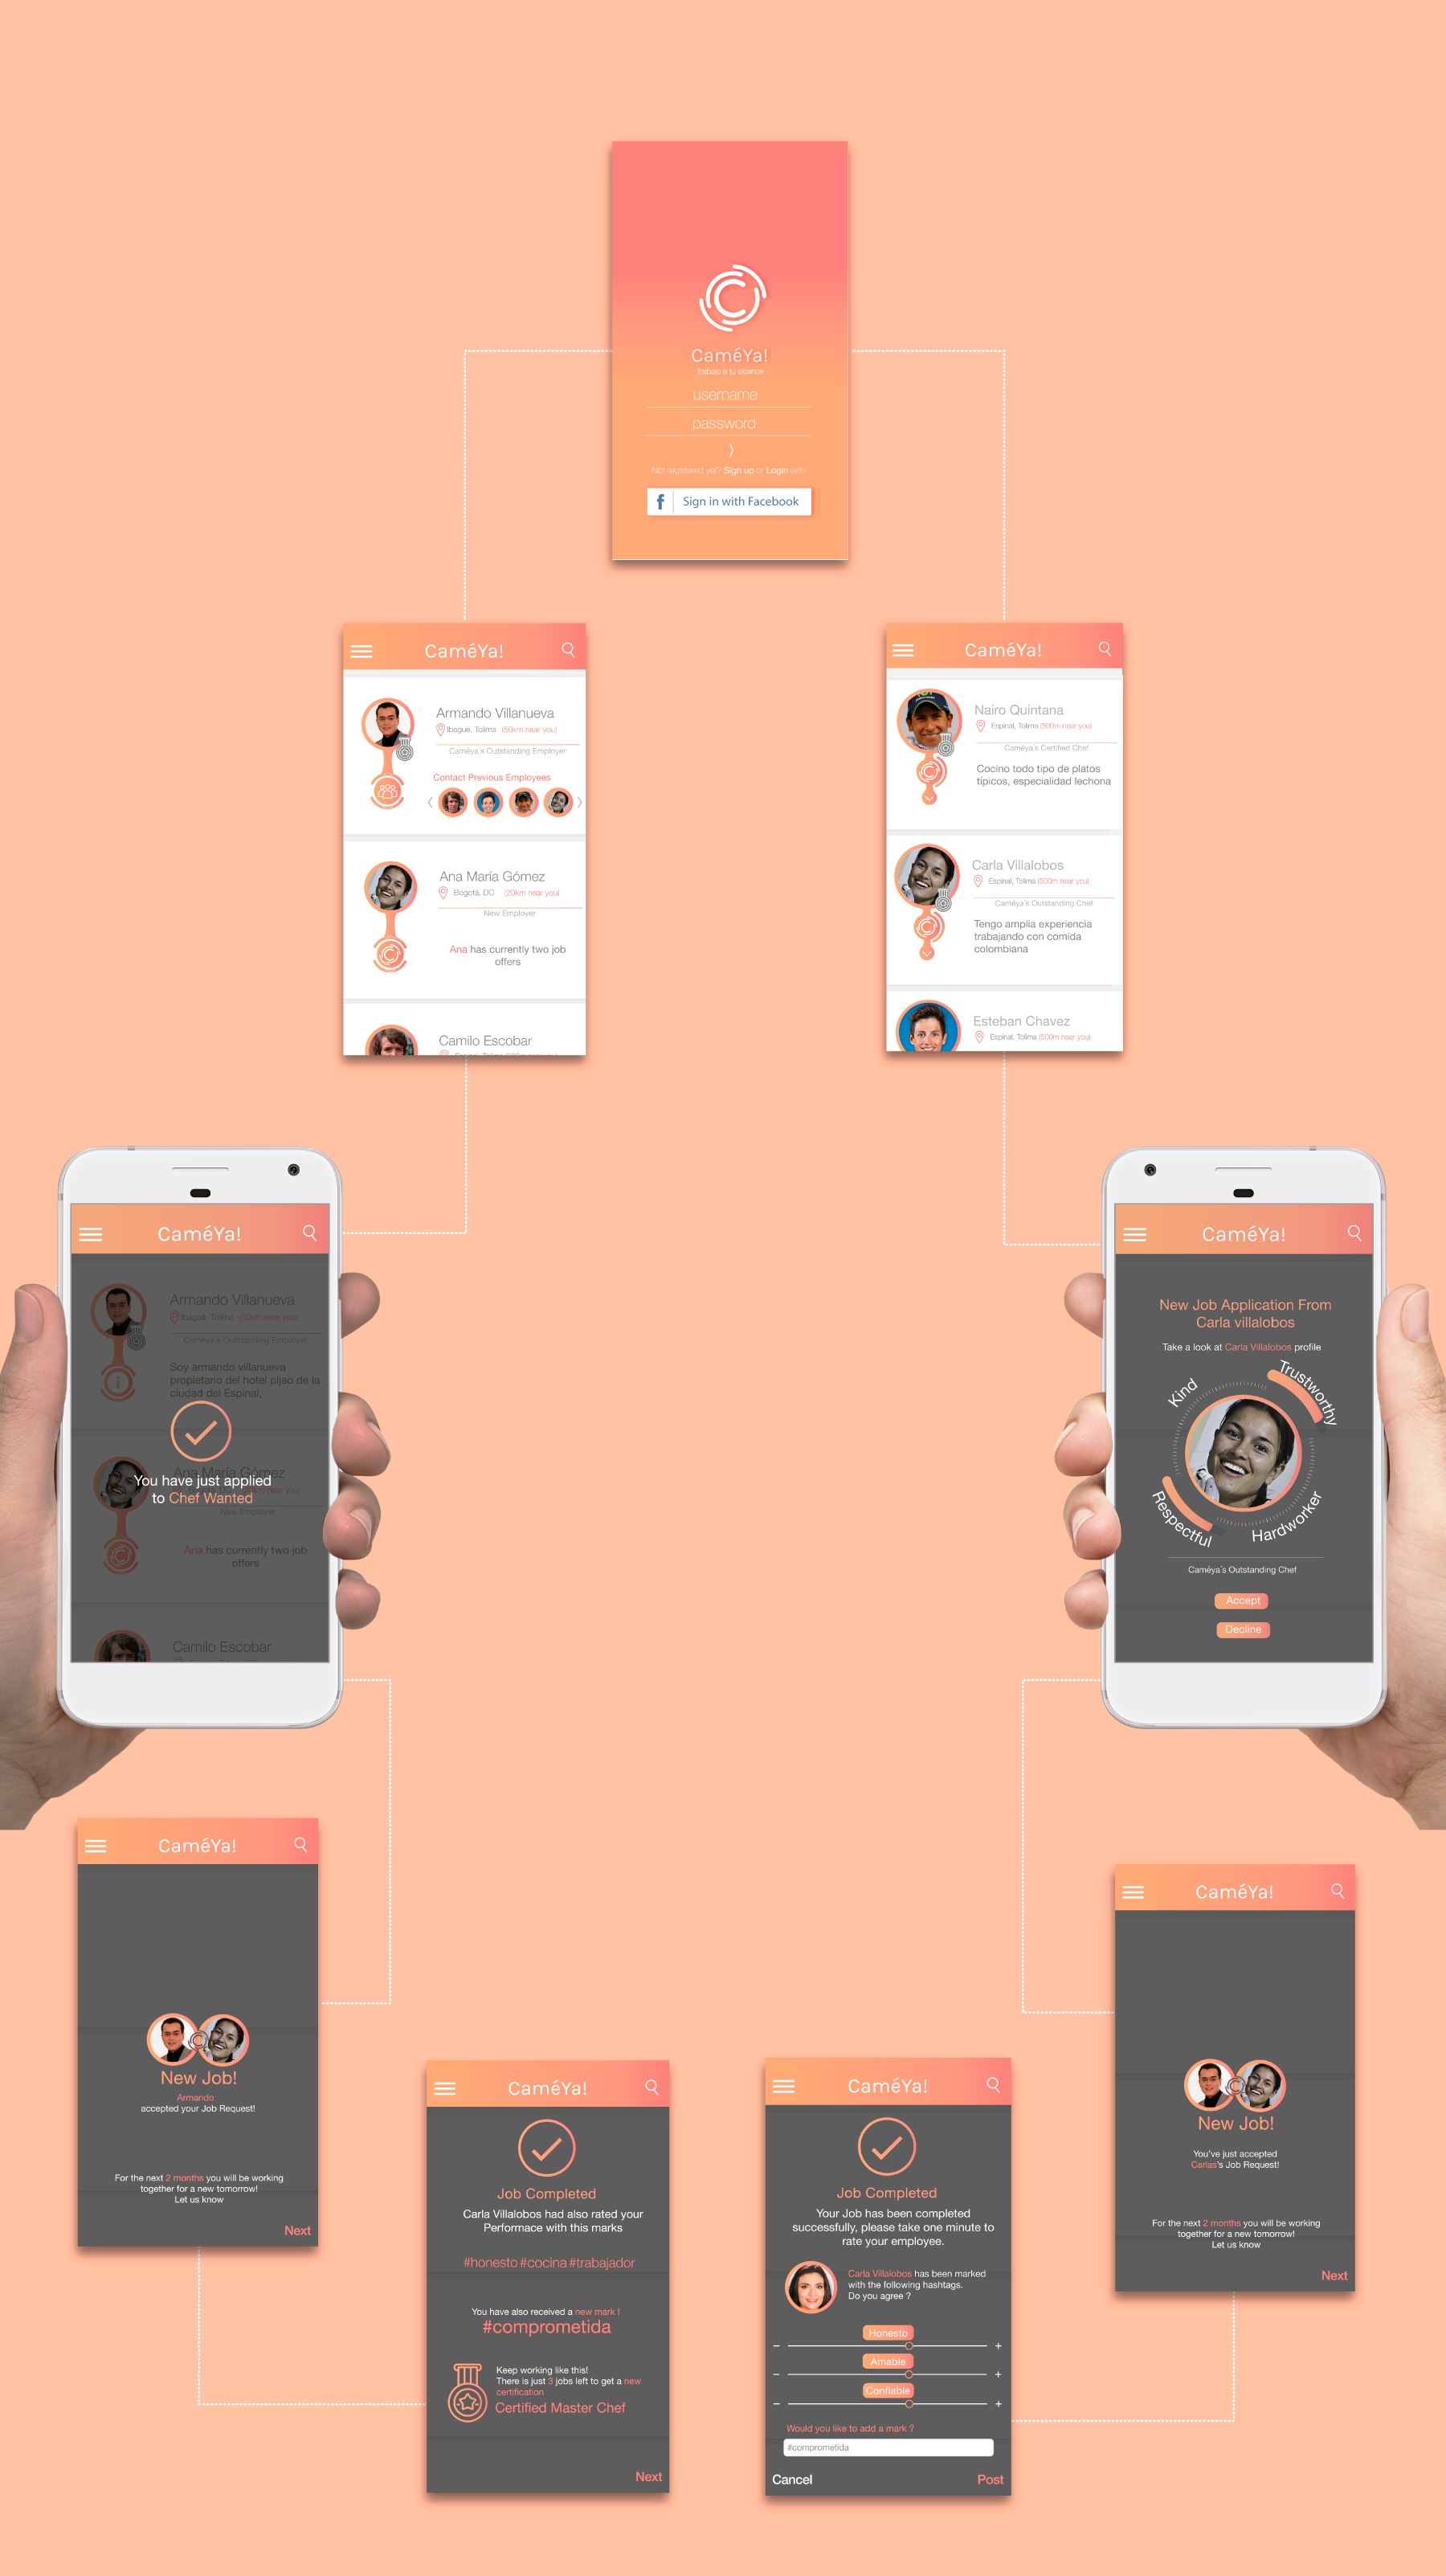 CaméYa!
Trabajo a tu alcance
username
password
Not registered yet? Sign up or Login with
f Sign in with Facebook
CaméYa!
Armando Villanueva
Ibagué, Tolima (50km near you)
Caméya´s Outstanding Employer
Contact Previous Employees
Ana María Gómez
Bogotá, DC (20km near you)
New Employer
Ana has currently two job
offers
Camilo Escobar
CaméYa!
Nairo Quintana
Espinal, Tolima (500m near you)
Caméya's Certified Chef
Cocino todo tipo de platos
típicos, especialidad lechona
Carla Villalobos
Espinal, Tolima (500m near you)
Caméya´s Outstanding Chef
Tengo amplia experiencia
trabajando con comida
colombiana
Esteban Chavez
Espinal, Tolima (500m near you)
CaméYa!
Armando Villanueva
Ibagué, Tolima (50km near you)
Caméya´s Outstanding Employer
Soy armando villanueva
propietario del hotel pijao de la
ciudad del Espinal,
Ana María Gómez
You have just applied
to Chef Wanted
New Employer
Ana has currently two job
offers
Camilo Escobar
CaméYa!
New Job Application From
Carla villalobos
Take a look at Carla Villalobos profile
Kind
Trustworthy
Respectful
Hardworker
Caméya´s Outstanding Chef
Accept
Decline
CaméYa!
New Job!
Armando
accepted your Job Request!
For the next 2 months you will be working
together for a new tomorrow!
Let us know
Next
CaméYa!
Job Completed
Carla Villalobos had also rated your
Performace with this marks
#honesto #cocina #trabajador
You have also received a new mark !
#comprometida
Keep working like this!
There is just 3 jobs left to get a new
certification
Certified Master Chef
Next
CaméYa!
Job Completed
Your Job has been completed
successfully, please take one minute to
rate your employee.
Carla Villalobos has been marked
with the following hashtags.
Do you agree ?
Honesto
Amable
Confiable
Would you like to add a mark ?
#comprometida
Cancel
Post
CaméYa!
New Job!
You've just accepted
Carlas's Job Request!
For the next 2 months you will be working
together for a new tomorrow!
Let us know
Next